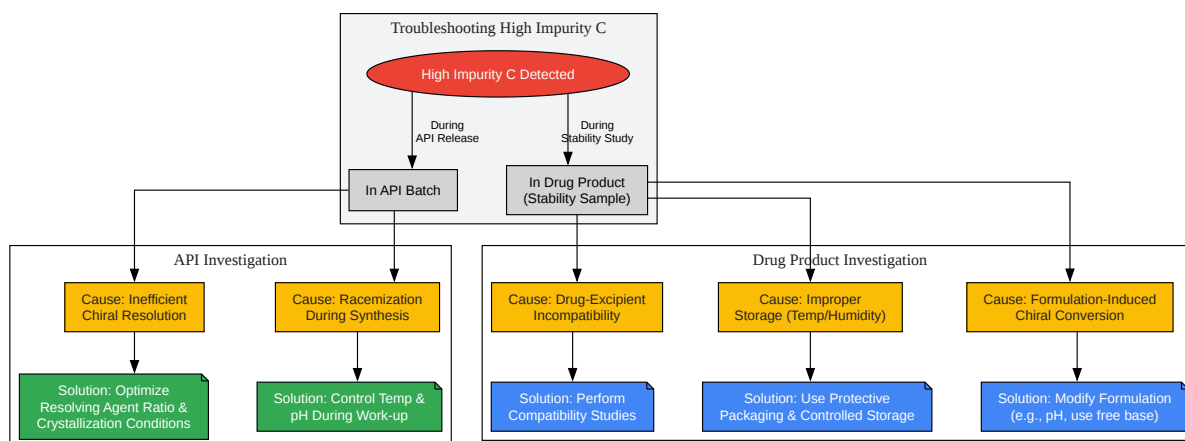 Troubleshooting High Impurity C
High Impurity C Detected
During
API Release
During
Stability Study
In API Batch
In Drug Product
(Stability Sample)
API Investigation
Drug Product Investigation
Cause: Inefficient
Chiral Resolution
Cause: Racemization
During Synthesis
Cause: Drug-Excipient
Incompatibility
Cause: Improper
Storage (Temp/Humidity)
Cause: Formulation-Induced
Chiral Conversion
Solution: Optimize
Resolving Agent Ratio &
Crystallization Conditions
Solution: Control Temp &
pH During Work-up
Solution: Perform
Compatibility Studies
Solution: Use Protective
Packaging & Controlled Storage
Solution: Modify Formulation
(e.g., pH, use free base)